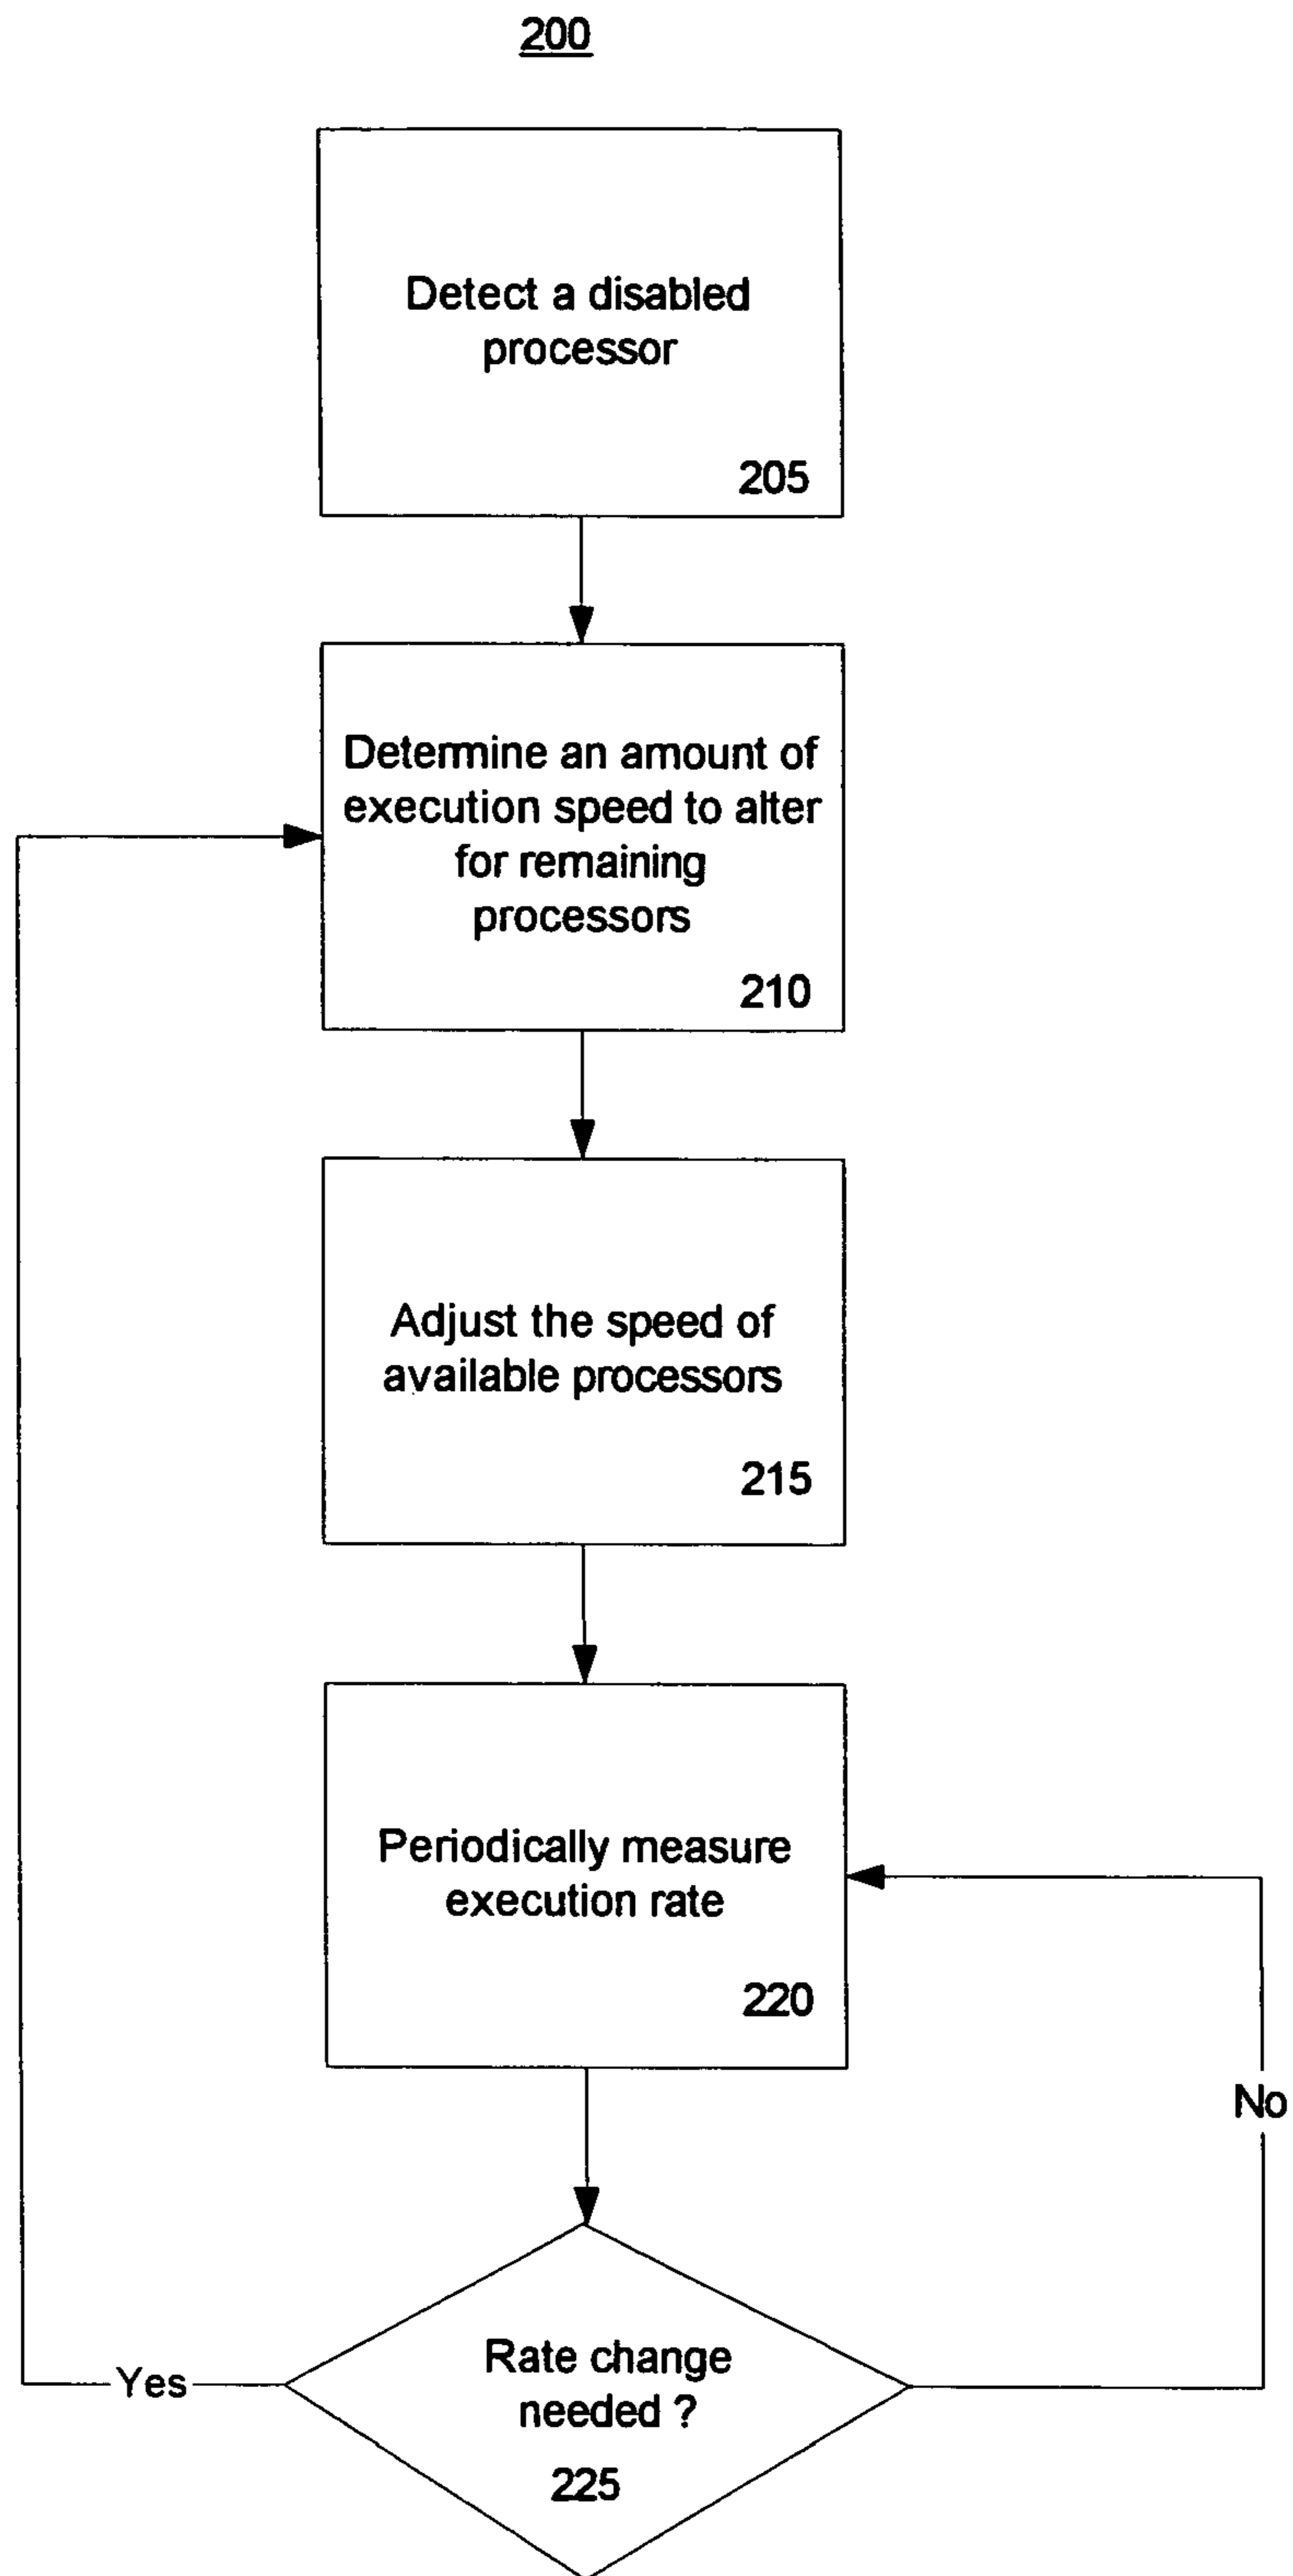 200
Detect a disabled
processor
205
Determine an amount of
execution speed to alter
for remaining
processors
210
Adjust the speed of
available processors
215
Periodically measure
execution rate
220
No
Rate change
needed ?
225
Yes